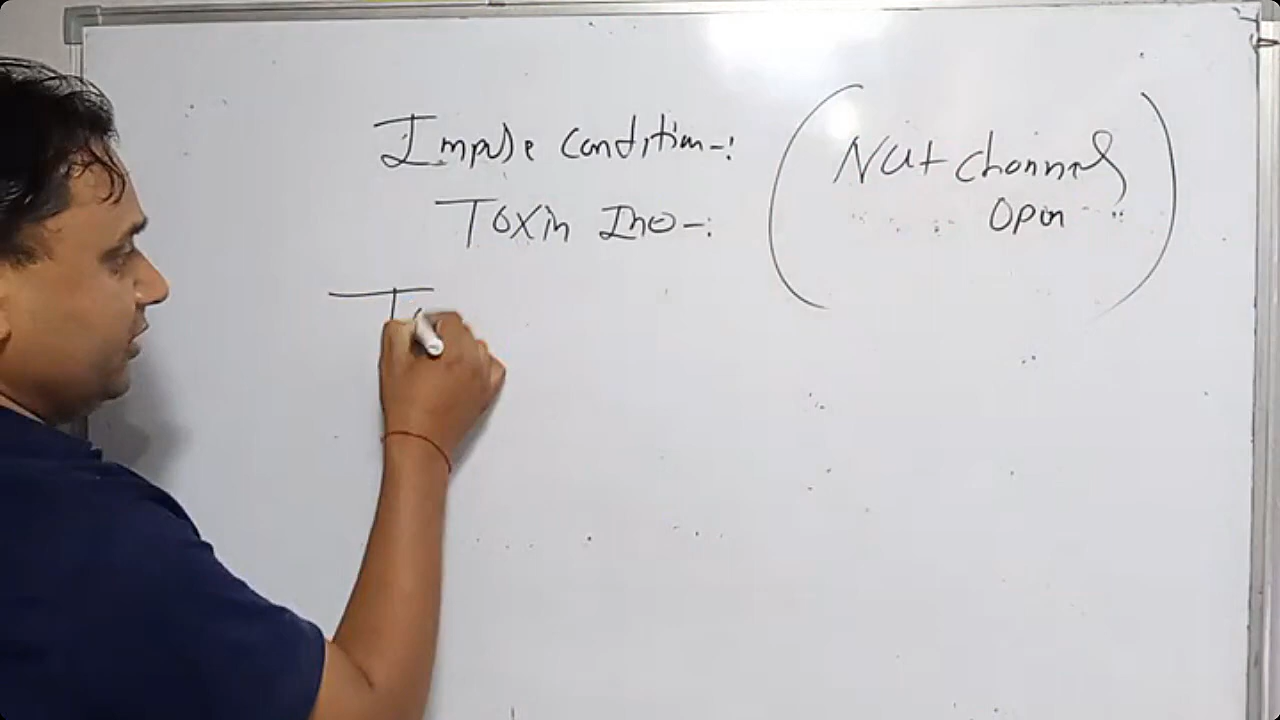 Impulse condition-:
Toxin Ino-:
(Na+ channel
open)
T